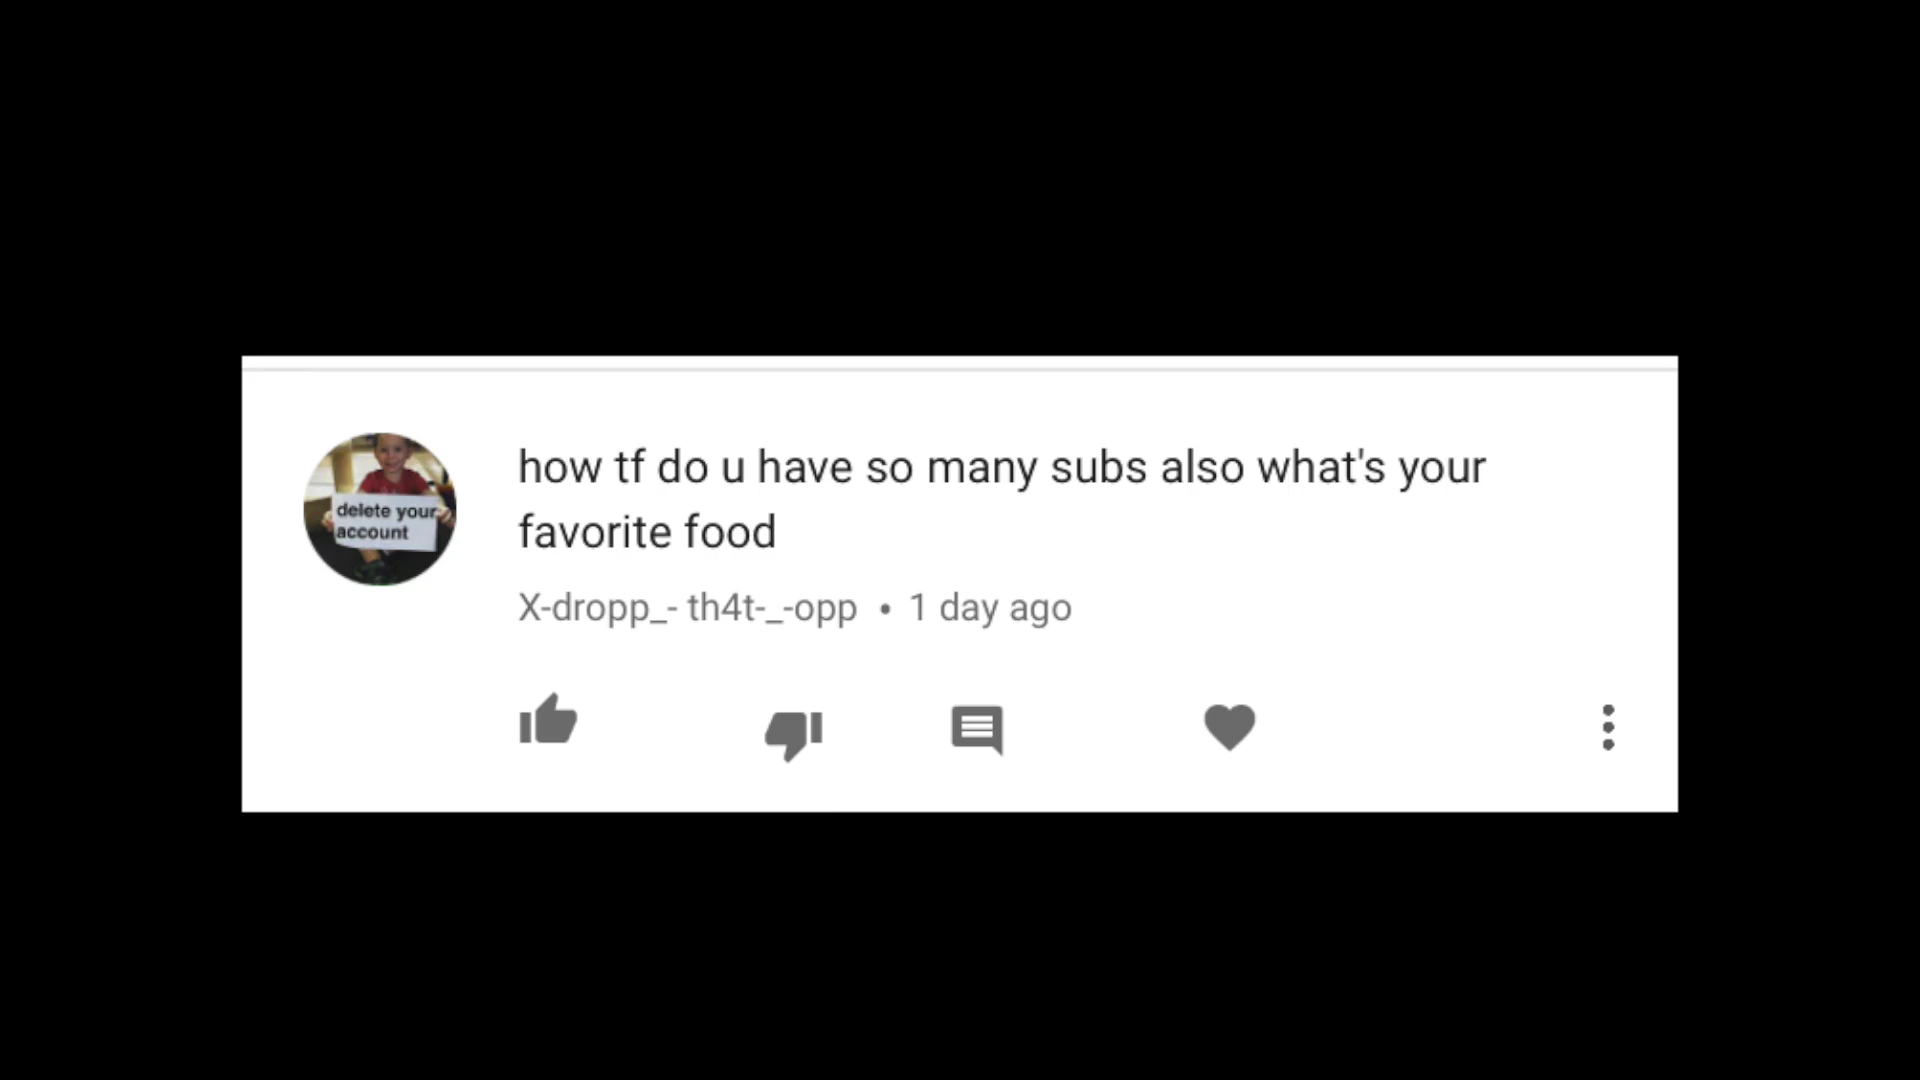 delete your
account
how tf do u have so many subs also what's your
favorite food
X-dropp_- th4t-_-opp • 1 day ago